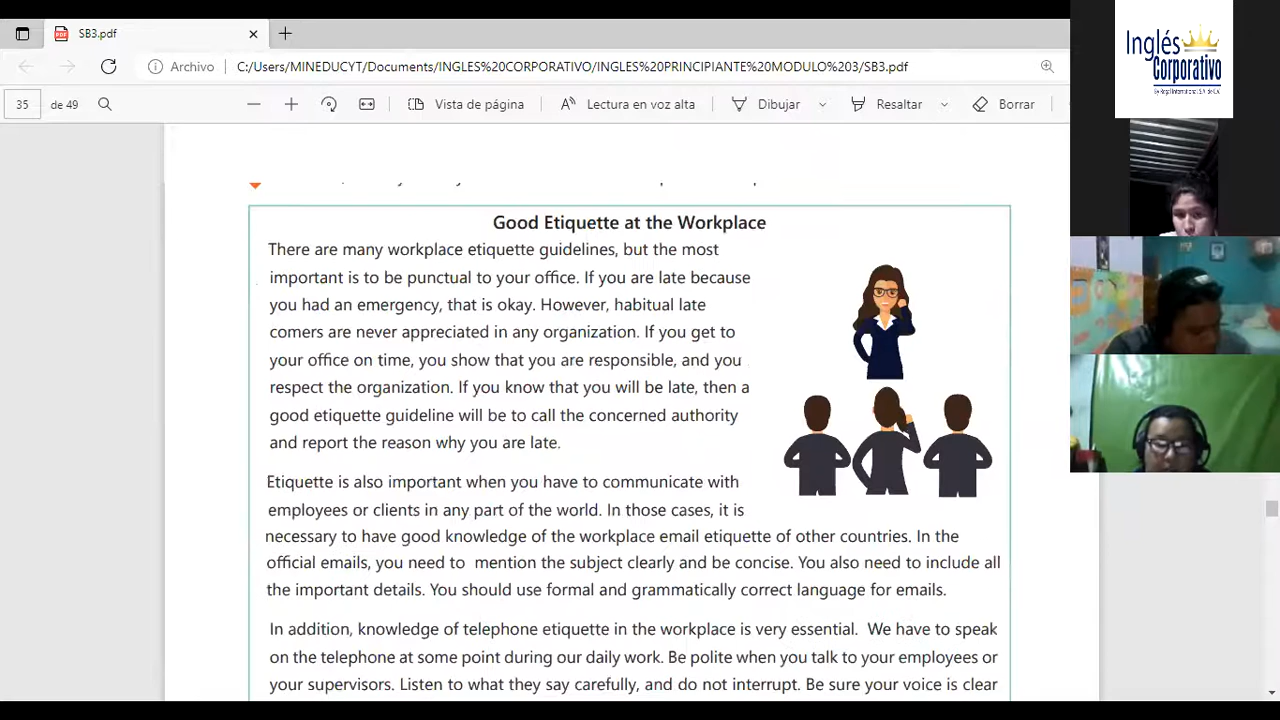 SB3.pdf
Archivo C:/Users/MINEDUCYT/Documents/INGLES%20CORPORATIVO/INGLES%20PRINCIPIANTE%20MODULO%203/SB3.pdf
35 de 49 Vista de página Lectura en voz alta Dibujar Resaltar Borrar
Good Etiquette at the Workplace
There are many workplace etiquette guidelines, but the most
important is to be punctual to your office. If you are late because
you had an emergency, that is okay. However, habitual late
comers are never appreciated in any organization. If you get to
your office on time, you show that you are responsible, and you
respect the organization. If you know that you will be late, then a
good etiquette guideline will be to call the concerned authority
and report the reason why you are late.
Etiquette is also important when you have to communicate with
employees or clients in any part of the world. In those cases, it is
necessary to have good knowledge of the workplace email etiquette of other countries. In the
official emails, you need to mention the subject clearly and be concise. You also need to include all
the important details. You should use formal and grammatically correct language for emails.
In addition, knowledge of telephone etiquette in the workplace is very essential. We have to speak
on the telephone at some point during our daily work. Be polite when you talk to your employees or
your supervisors. Listen to what they say carefully, and do not interrupt. Be sure your voice is clear
Inglés
Corporativo